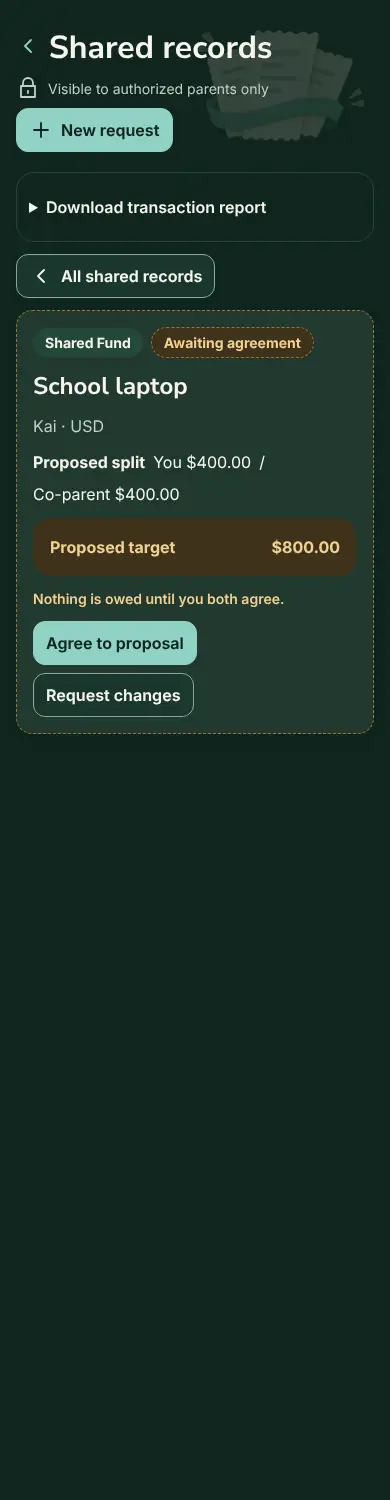 Shared records
Visible to authorized parents only
New request
Download transaction report
All shared records
Shared Fund
Awaiting agreement
School laptop
Kai · USD
Proposed split You $400.00 /
Co-parent $400.00
Proposed target $800.00
Nothing is owed until you both agree.
Agree to proposal
Request changes